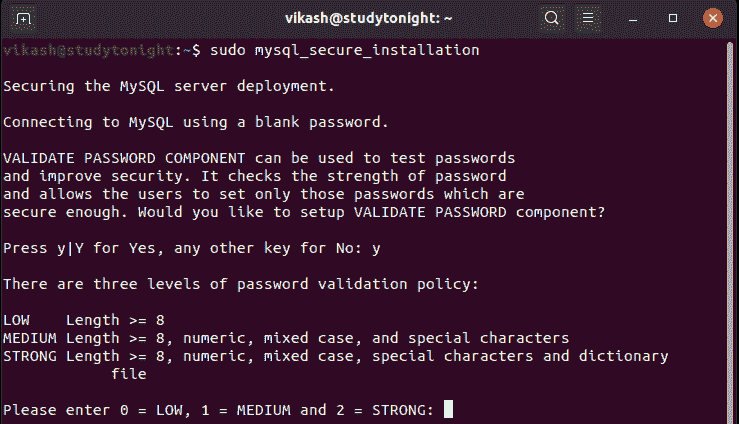 vikash@studytonight: ~
vikash@studytonight:~$ sudo mysql_secure_installation
Securing the MySQL server deployment.
Connecting to MySQL using a blank password.
VALIDATE PASSWORD COMPONENT can be used to test passwords
and improve security. It checks the strength of password
and allows the users to set only those passwords which are
secure enough. Would you like to setup VALIDATE PASSWORD component?
Press y|Y for Yes, any other key for No: y
There are three levels of password validation policy:
LOW    Length >= 8
MEDIUM Length >= 8, numeric, mixed case, and special characters
STRONG Length >= 8, numeric, mixed case, special characters and dictionary
file
Please enter 0 = LOW, 1 = MEDIUM and 2 = STRONG: